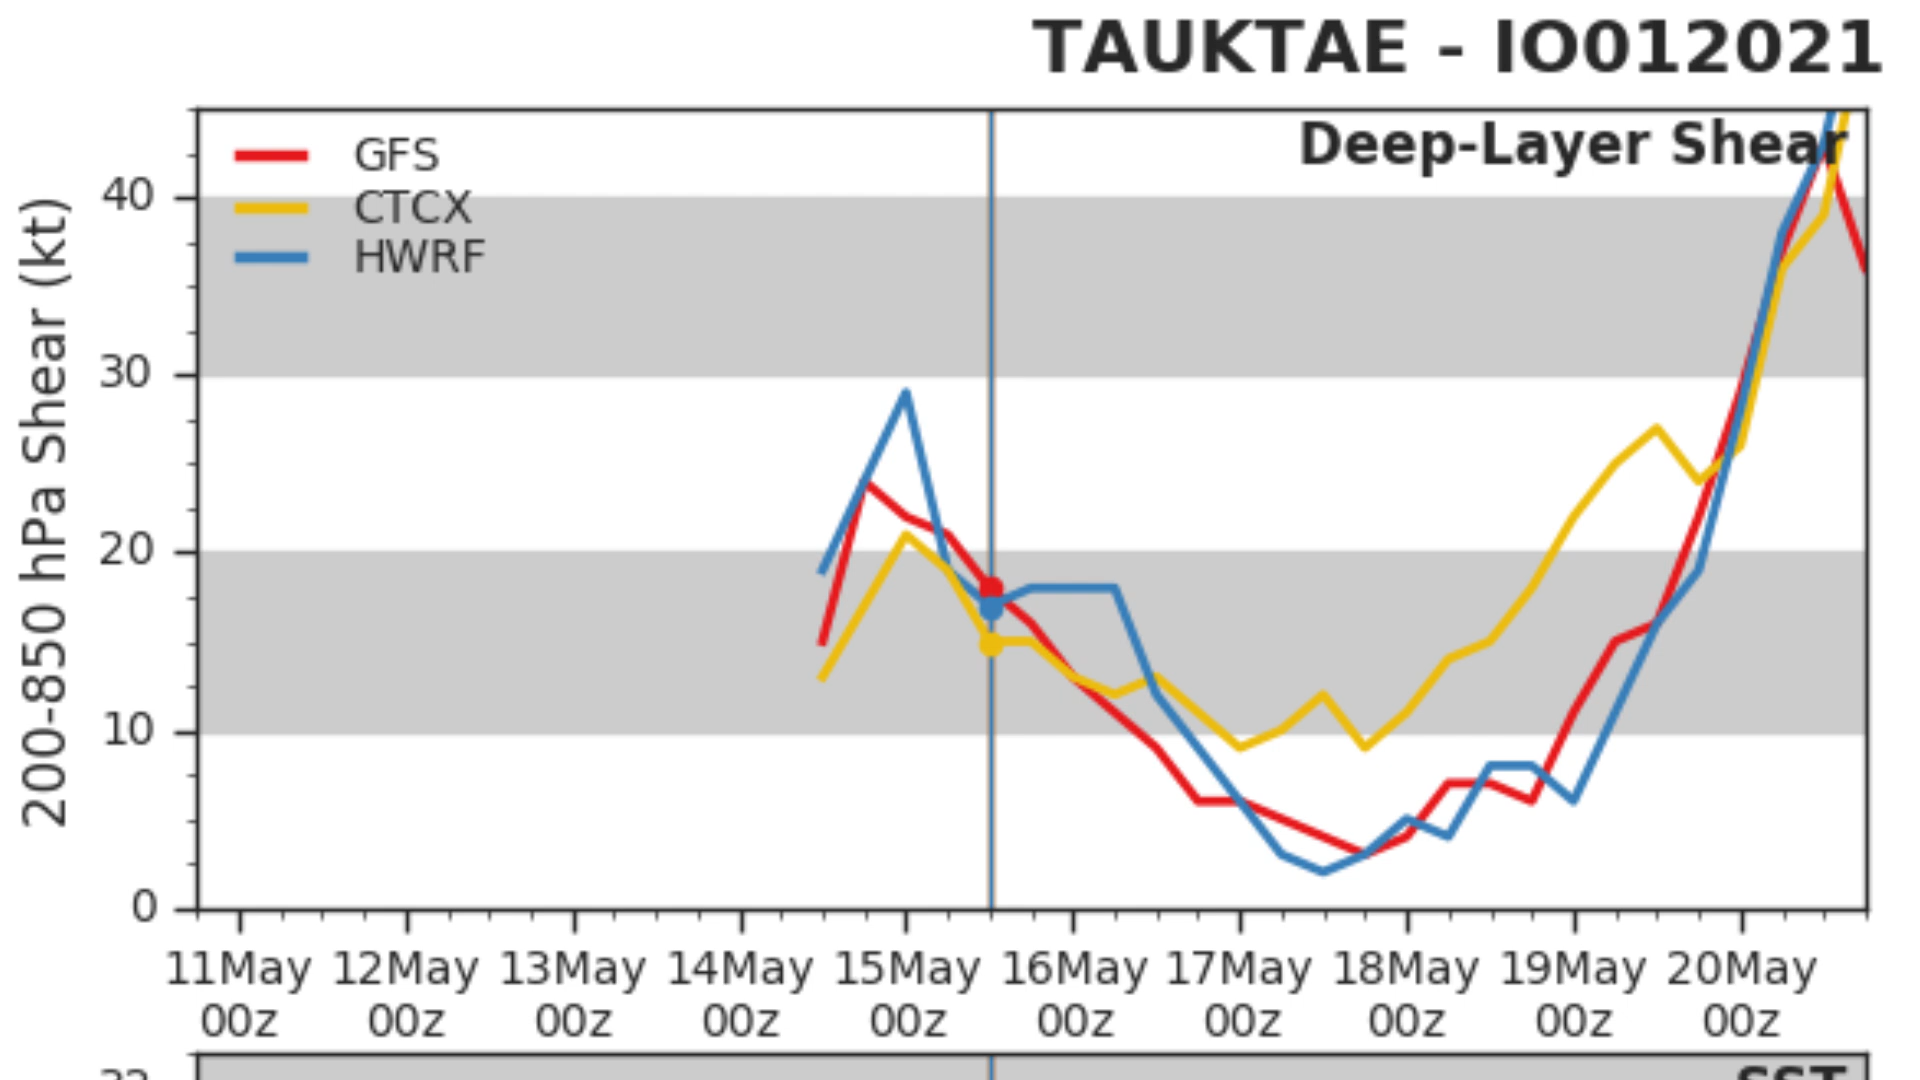 TAUKTAE - IO012021
Deep-Layer Shear
GFS
CTCX
HWRF
200-850 hPa Shear (kt)
40
30
20
10
0
11May 12May 13May 14May 15May 16May 17May 18May 19May 20May
00z 00z 00z 00z 00z 00z 00z 00z 00z 00z
SST